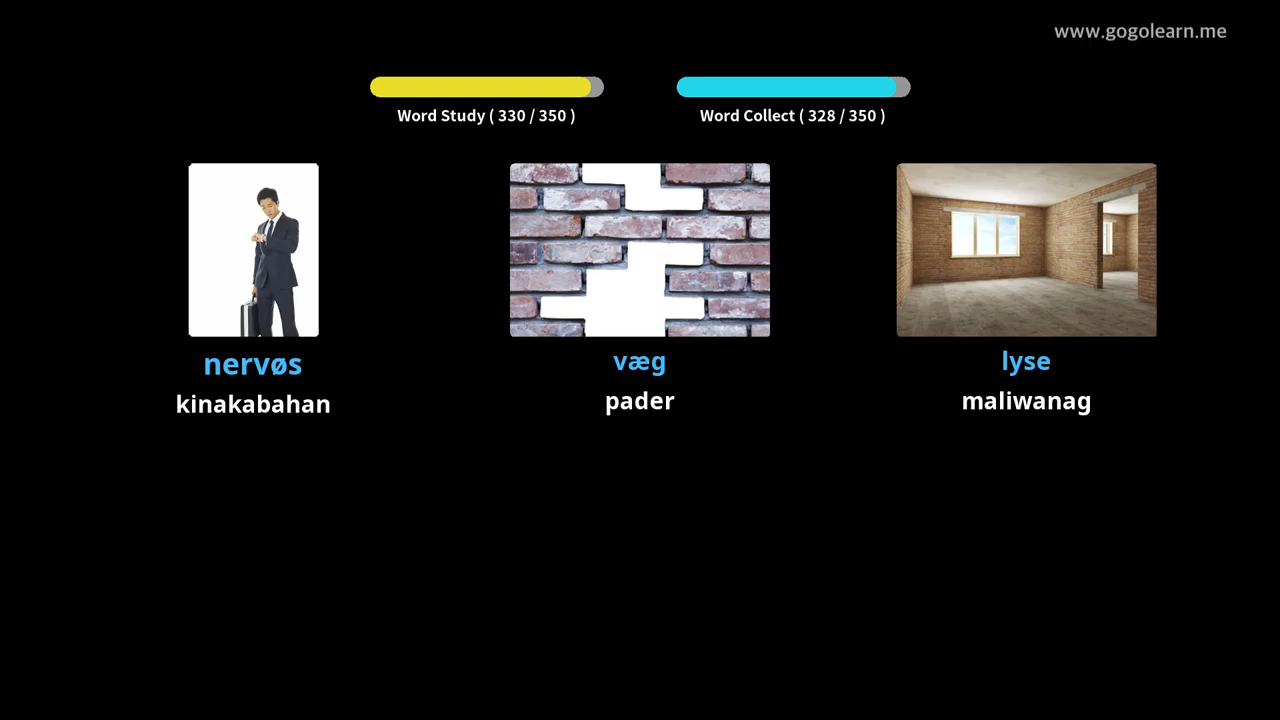 www.gogolearn.me
Word Study ( 330 / 350 )
Word Collect ( 328 / 350 )
nervøs
kinakabahan
væg
pader
lyse
maliwanag